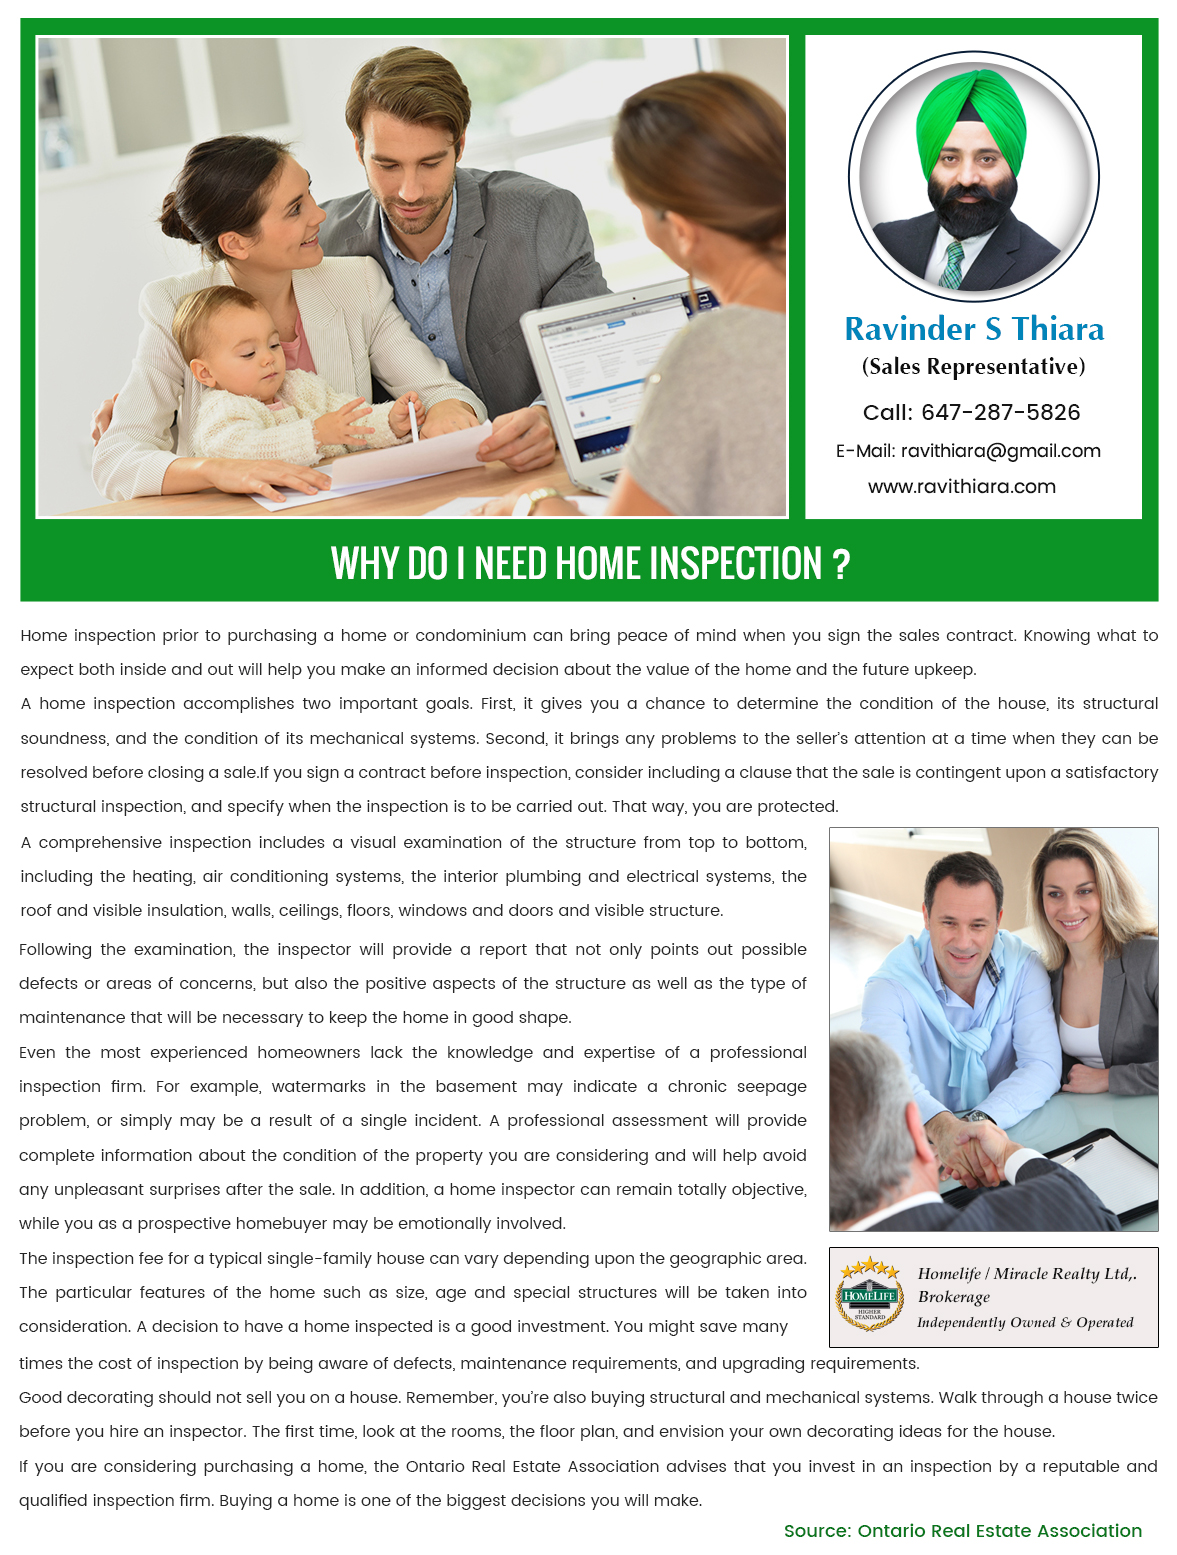 Ravinder S Thiara
(Sales Representative)
Call: 647-287-5826
E-Mail: ravithiara@gmail.com
www.ravithiara.com
WHY DO I NEED HOME INSPECTION ?
Home inspection prior to purchasing a home or condominium can bring peace of mind when you sign the sales contract. Knowing what to
expect both inside and out will help you make an informed decision about the value of the home and the future upkeep.
A home inspection accomplishes two important goals. First, it gives you a chance to determine the condition of the house, its structural
soundness, and the condition of its mechanical systems. Second, it brings any problems to the seller's attention at a time when they can be
resolved before closing a sale.If you sign a contract before inspection, consider including a clause that the sale is contingent upon a satisfactory
structural inspection, and specify when the inspection is to be carried out. That way, you are protected.
A comprehensive inspection includes a visual examination of the structure from top to bottom,
including the heating, air conditioning systems, the interior plumbing and electrical systems, the
roof and visible insulation, walls, ceilings, floors, windows and doors and visible structure.
Following the examination, the inspector will provide a report that not only points out possible
defects or areas of concerns, but also the positive aspects of the structure as well as the type of
maintenance that will be necessary to keep the home in good shape.
Even the most experienced homeowners lack the knowledge and expertise of a professional
inspection firm. For example, watermarks in the basement may indicate a chronic seepage
problem, or simply may be a result of a single incident. A professional assessment will provide
complete information about the condition of the property you are considering and will help avoid
any unpleasant surprises after the sale. In addition, a home inspector can remain totally objective,
while you as a prospective homebuyer may be emotionally involved.
The inspection fee for a typical single-family house can vary depending upon the geographic area.
The particular features of the home such as size, age and special structures will be taken into
consideration. A decision to have a home inspected is a good investment. You might save many
times the cost of inspection by being aware of defects, maintenance requirements, and upgrading requirements.
Good decorating should not sell you on a house. Remember, you're also buying structural and mechanical systems. Walk through a house twice
before you hire an inspector. The first time, look at the rooms, the floor plan, and envision your own decorating ideas for the house.
If you are considering purchasing a home, the Ontario Real Estate Association advises that you invest in an inspection by a reputable and
qualified inspection firm. Buying a home is one of the biggest decisions you will make.
HOMELIFE
HIGHER
STANDARD
Homelife / Miracle Realty Ltd,.
Brokerage
Independently Owned & Operated
Source: Ontario Real Estate Association